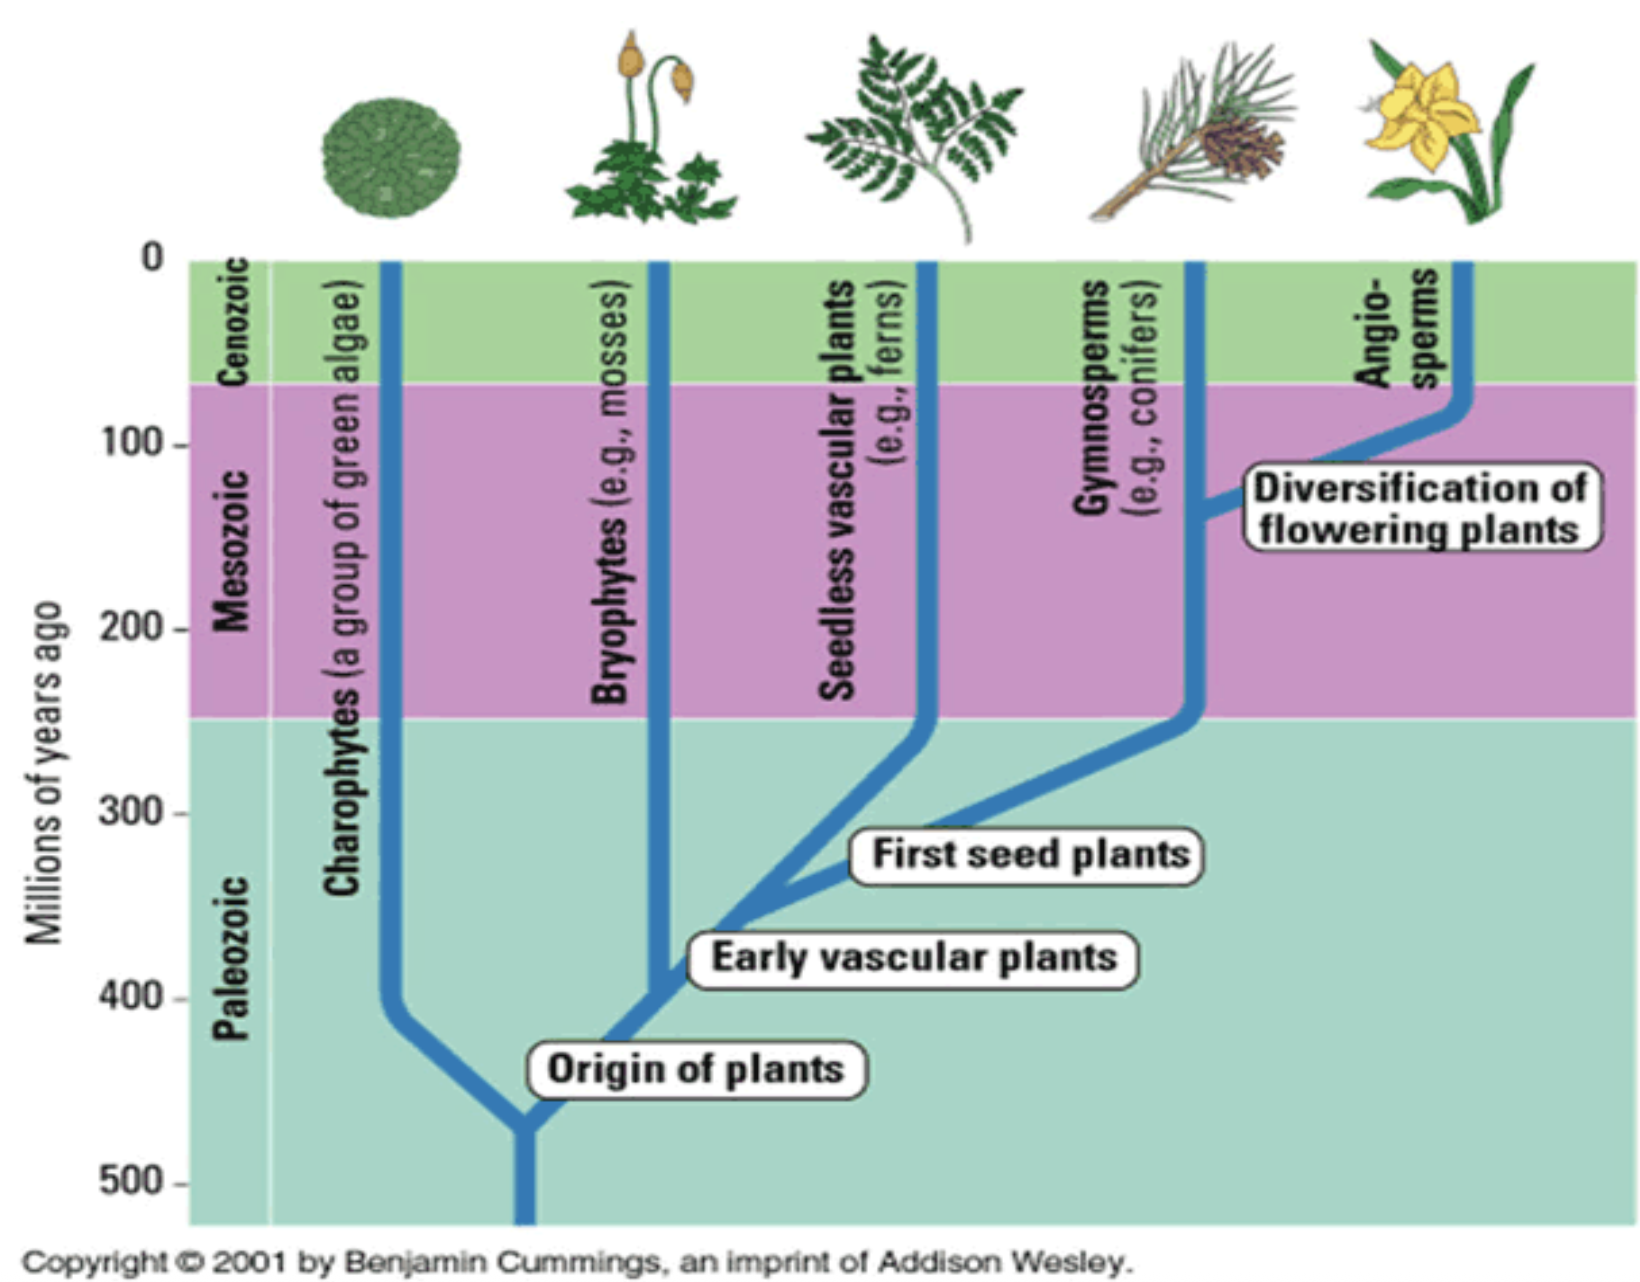 0
100
200
300
400
500
Millions of years ago
Cenozoic
Mesozoic
Paleozoic
Charophytes (a group of green algae)
Bryophytes (e.g., mosses)
Seedless vascular plants
(e.g., ferns)
Gymnosperms
(e.g., conifers)
Angio-
sperms
Diversification of
flowering plants
First seed plants
Early vascular plants
Origin of plants
Copyright © 2001 by Benjamin Cummings, an imprint of Addison Wesley.